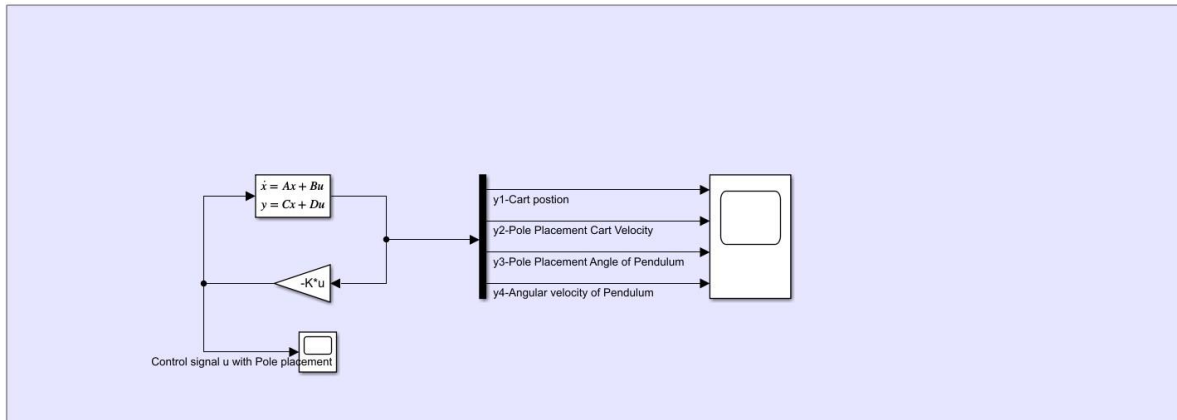 ẋ = Ax + Bu
y = Cx + Du
y1-Cart postion
y2-Pole Placement Cart Velocity
y3-Pole Placement Angle of Pendulum
y4-Angular velocity of Pendulum
-K*u
Control signal u with Pole placement